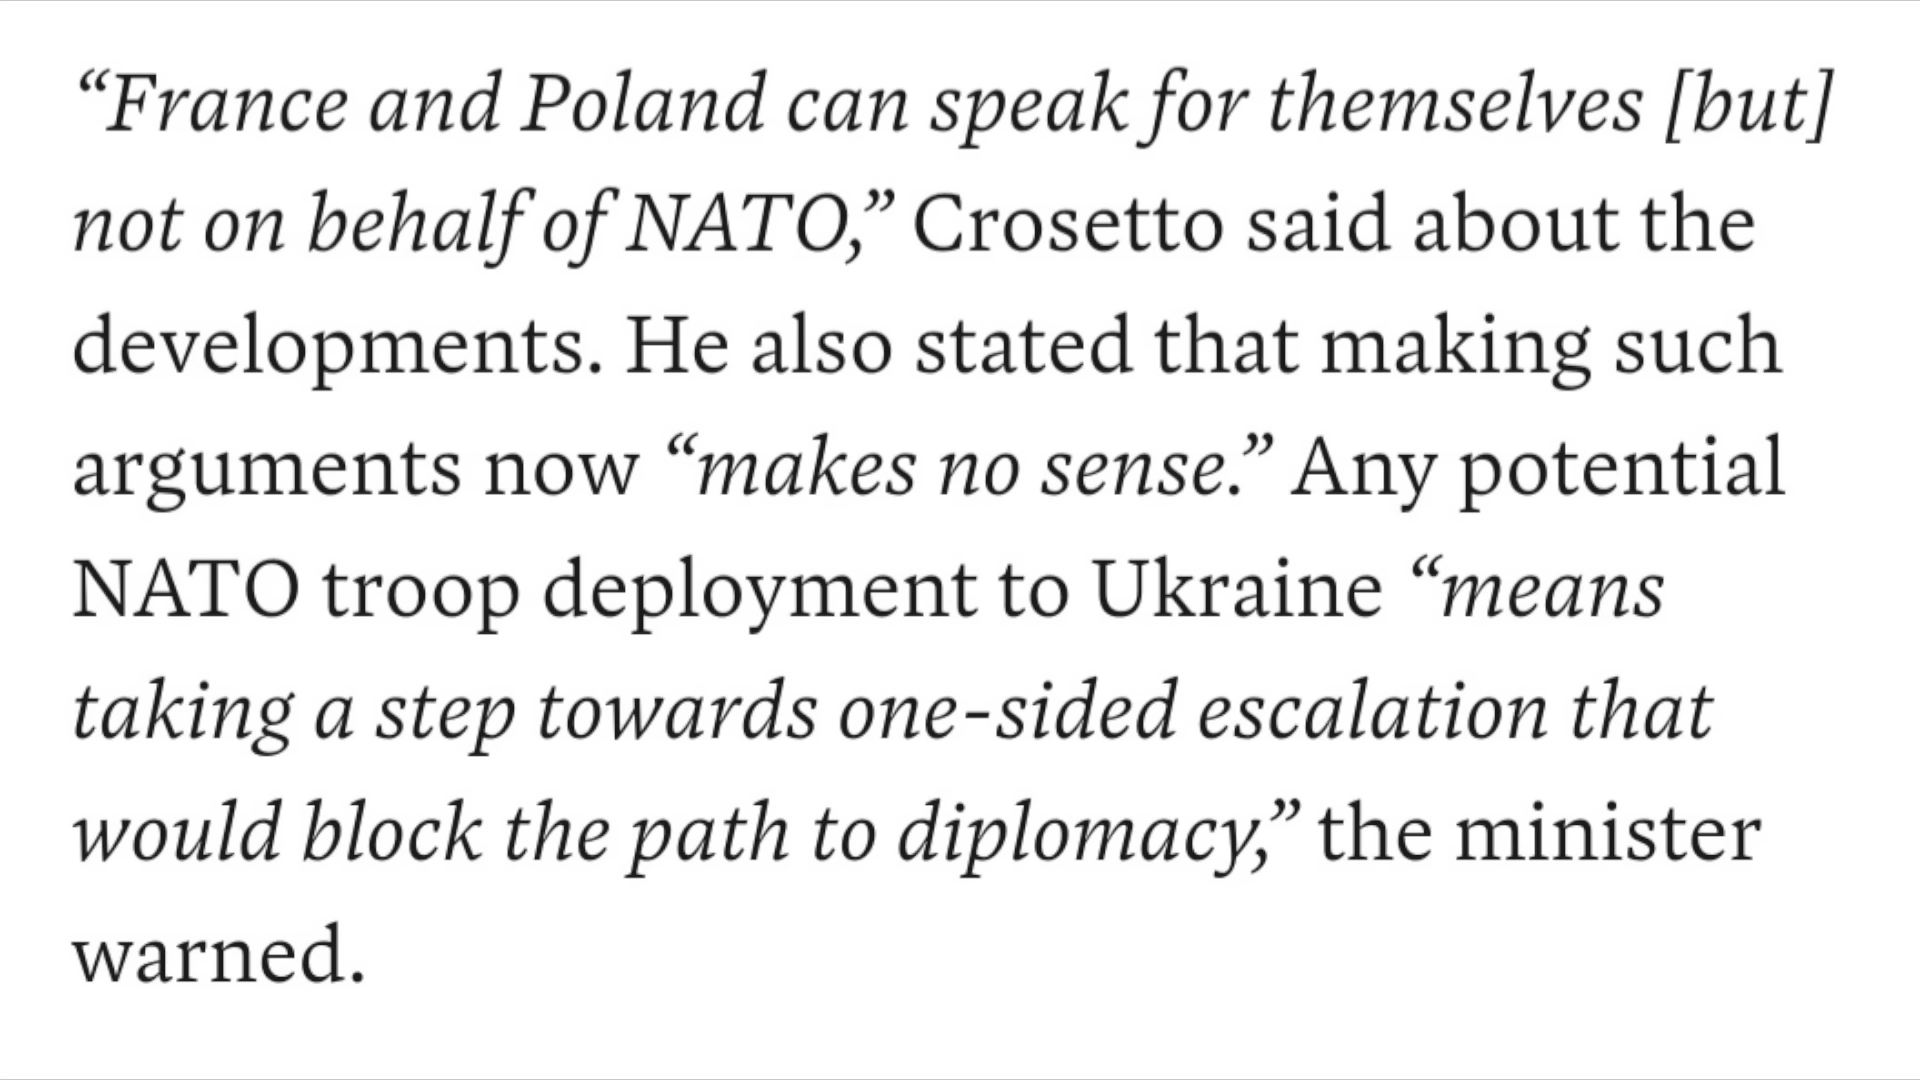 “France and Poland can speak for themselves [but]
not on behalf of NATO,” Crosetto said about the
developments. He also stated that making such
arguments now “makes no sense.” Any potential
NATO troop deployment to Ukraine “means
taking a step towards one-sided escalation that
would block the path to diplomacy,” the minister
warned.